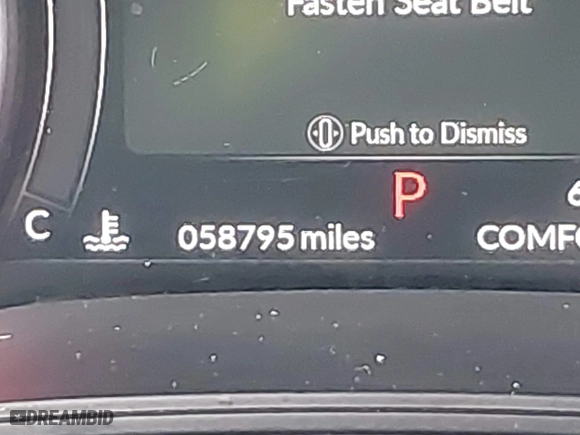 Fasten Seat Belt
Push to Dismiss
P
C
058795 miles
DREAMBID